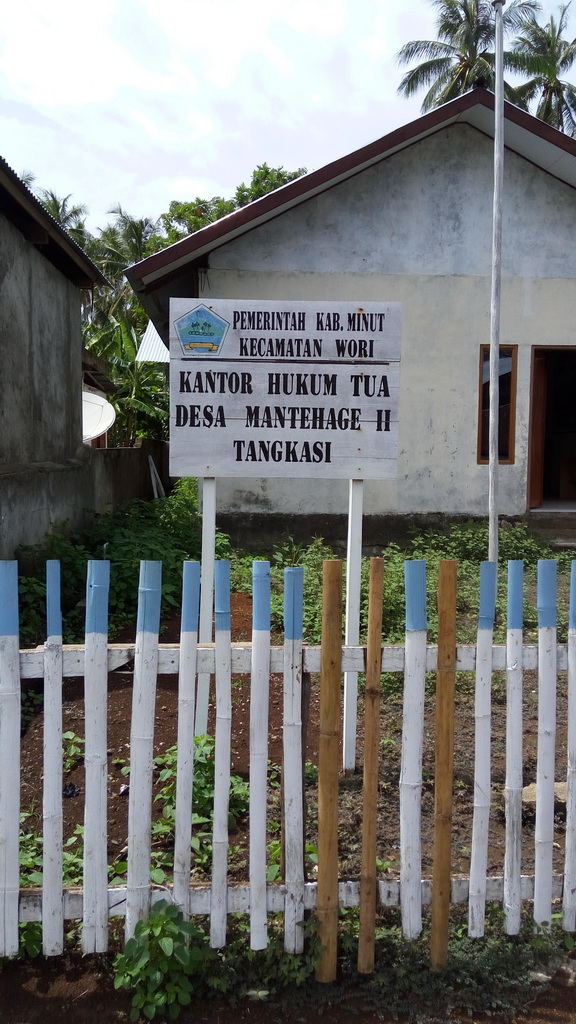 PEMERINTAH KAB. MINUT
KECAMATAN WORI
KANTOR HUKUM TUA
DESA MANTEHAGE II
TANGKASI